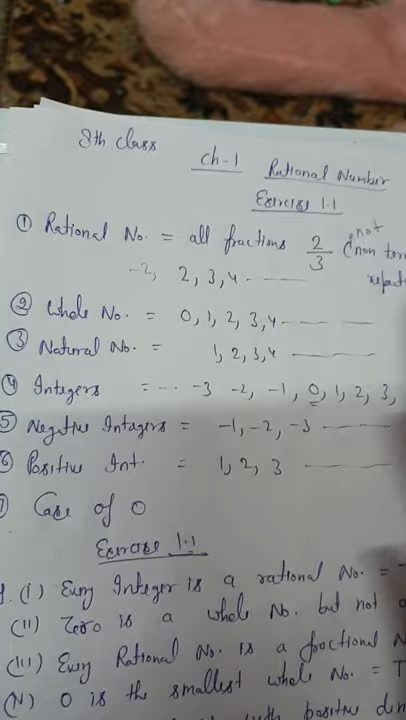 8th class
Ch-1 Rational Number
Exercise 1.1
① Rational No. = all fractions 2/3 (not non ter
-2, 2, 3, 4 -----
② Whole No. = 0, 1, 2, 3, 4 -----
③ Natural No. = 1, 2, 3, 4 -----
④ Integers = ... -3 -2, -1, 0, 1, 2, 3,
⑤ Negative Intagers = -1, -2, -3 -----
⑥ Positive Int. = 1, 2, 3 -----
Case of 0
Exercise 1.1
(i) Every Integer is a rational No. =
(II) Zero is a whole No. but not a
(III) Every Rational No. is a fractional N
(IV) 0 is the smallest whole No. = T
with positive